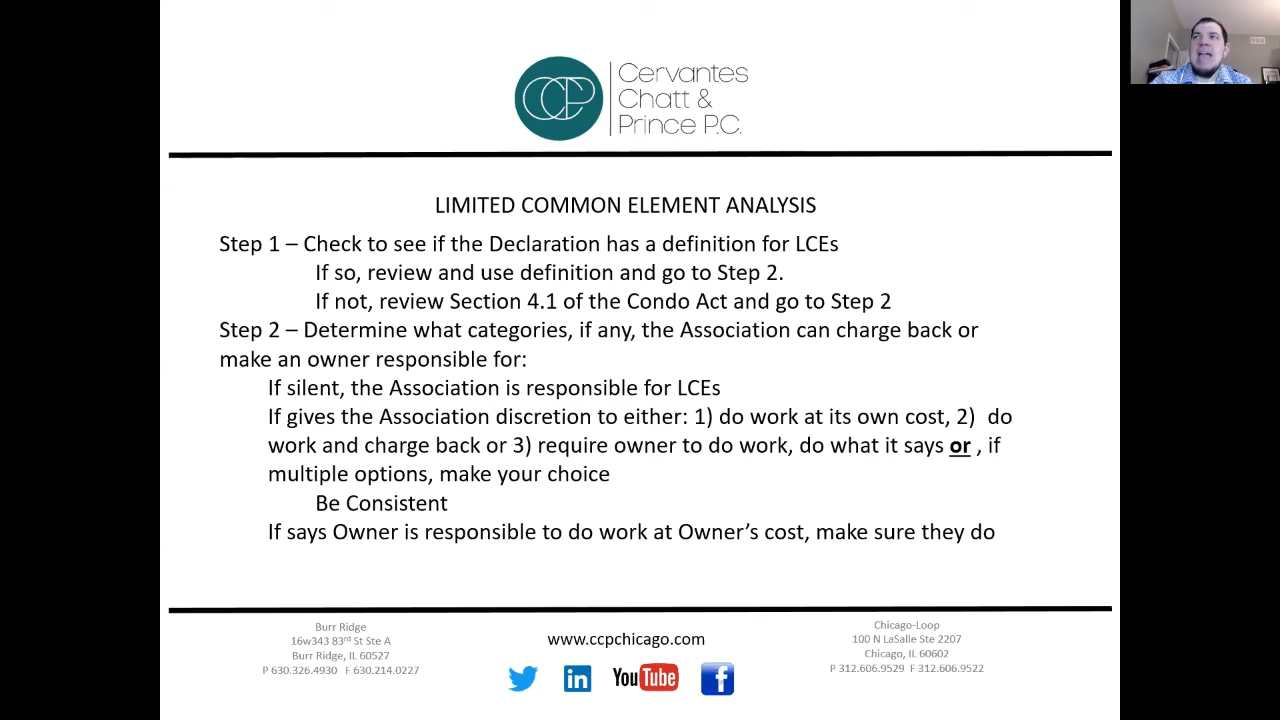 CCP
Cervantes
Chatt &
Prince P.C.
LIMITED COMMON ELEMENT ANALYSIS
Step 1 – Check to see if the Declaration has a definition for LCEs
If so, review and use definition and go to Step 2.
If not, review Section 4.1 of the Condo Act and go to Step 2
Step 2 – Determine what categories, if any, the Association can charge back or
make an owner responsible for:
If silent, the Association is responsible for LCEs
If gives the Association discretion to either: 1) do work at its own cost, 2) do
work and charge back or 3) require owner to do work, do what it says or , if
multiple options, make your choice
Be Consistent
If says Owner is responsible to do work at Owner’s cost, make sure they do
Burr Ridge
16w343 83rd St Ste A
Burr Ridge, IL 60527
P 630.326.4930 F 630.214.0227
www.ccpchicago.com
in
YouTube
f
Chicago-Loop
100 N LaSalle Ste 2207
Chicago, IL 60602
P 312.606.9529 F 312.606.9522